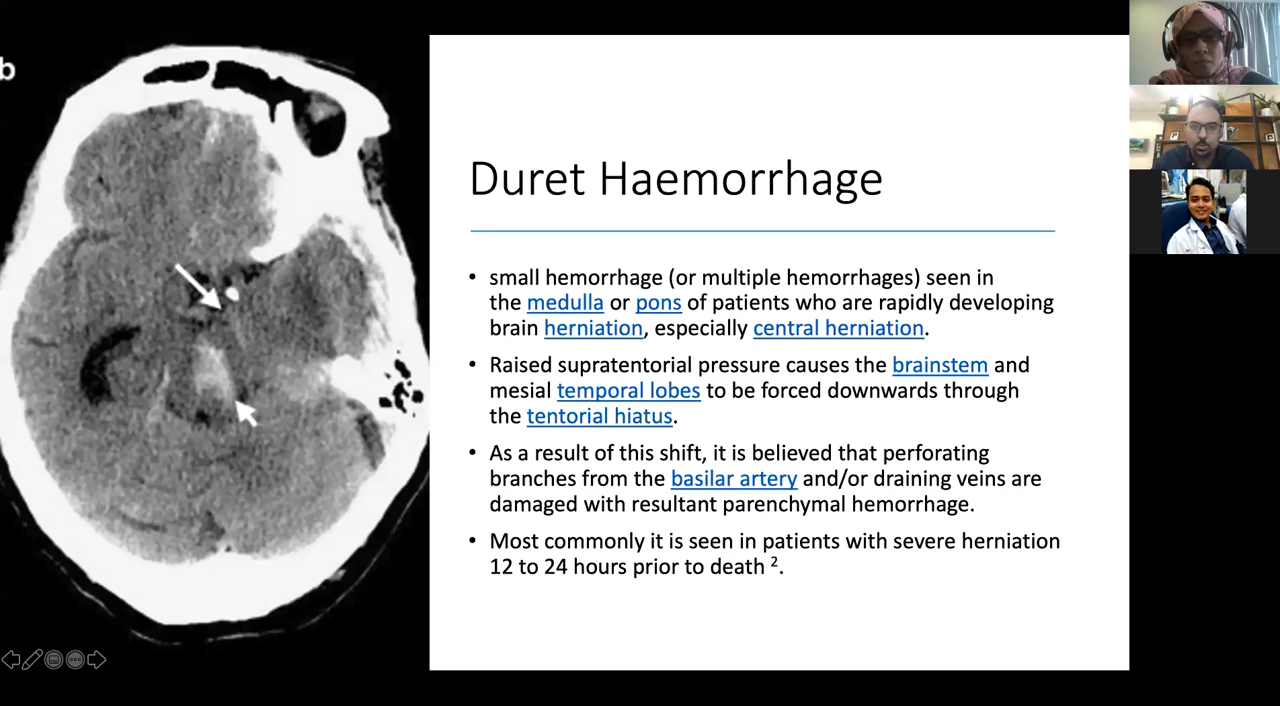 b
Duret Haemorrhage
• small hemorrhage (or multiple hemorrhages) seen in
the medulla or pons of patients who are rapidly developing
brain herniation, especially central herniation.
• Raised supratentorial pressure causes the brainstem and
mesial temporal lobes to be forced downwards through
the tentorial hiatus.
• As a result of this shift, it is believed that perforating
branches from the basilar artery and/or draining veins are
damaged with resultant parenchymal hemorrhage.
• Most commonly it is seen in patients with severe herniation
12 to 24 hours prior to death ².